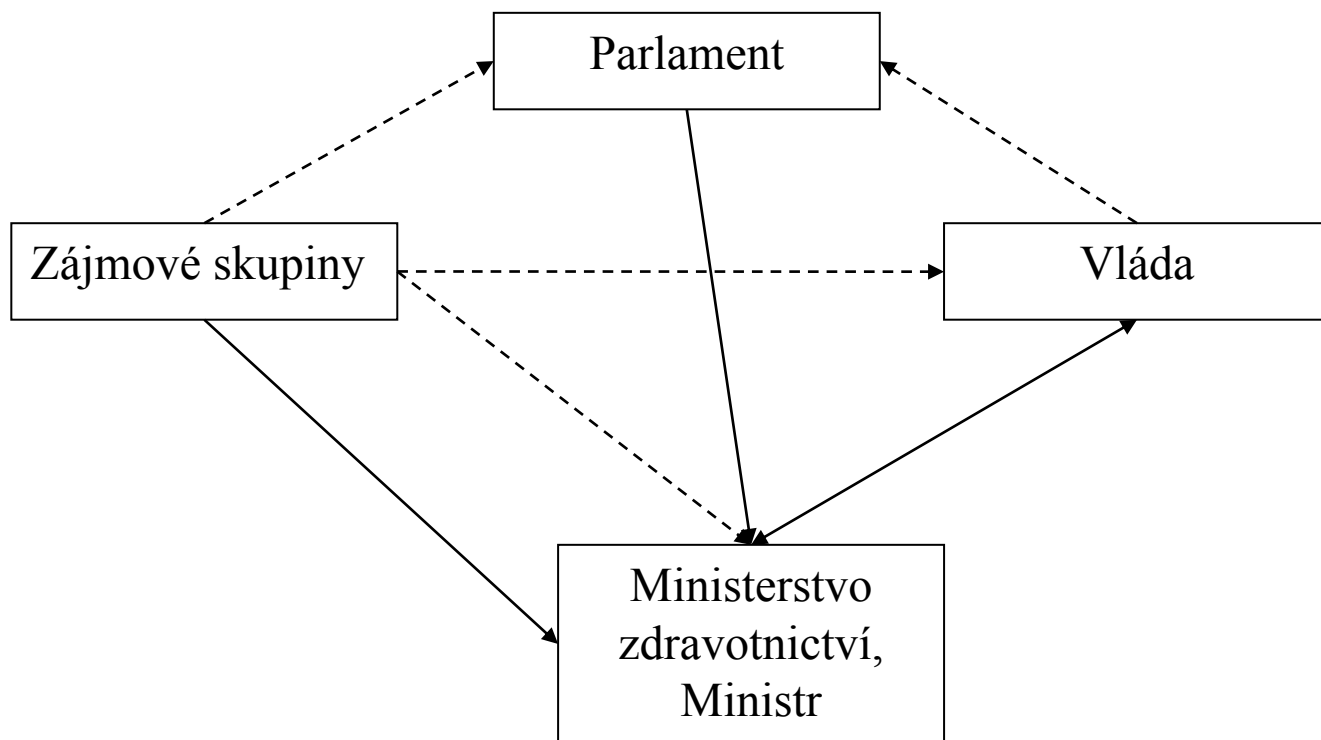 Parlament
Zájmové skupiny
Vláda
Ministerstvo
zdravotnictví,
Ministr